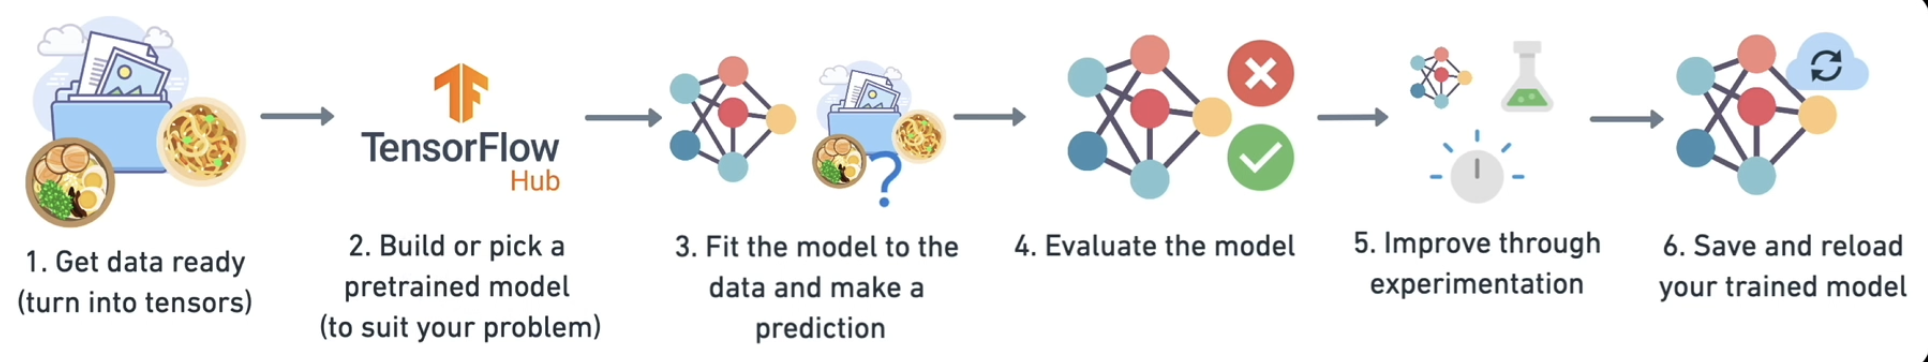 TensorFlow
Hub
1. Get data ready
(turn into tensors)
2. Build or pick a
pretrained model
(to suit your problem)
3. Fit the model to the
data and make a
prediction
4. Evaluate the model
5. Improve through
experimentation
6. Save and reload
your trained model